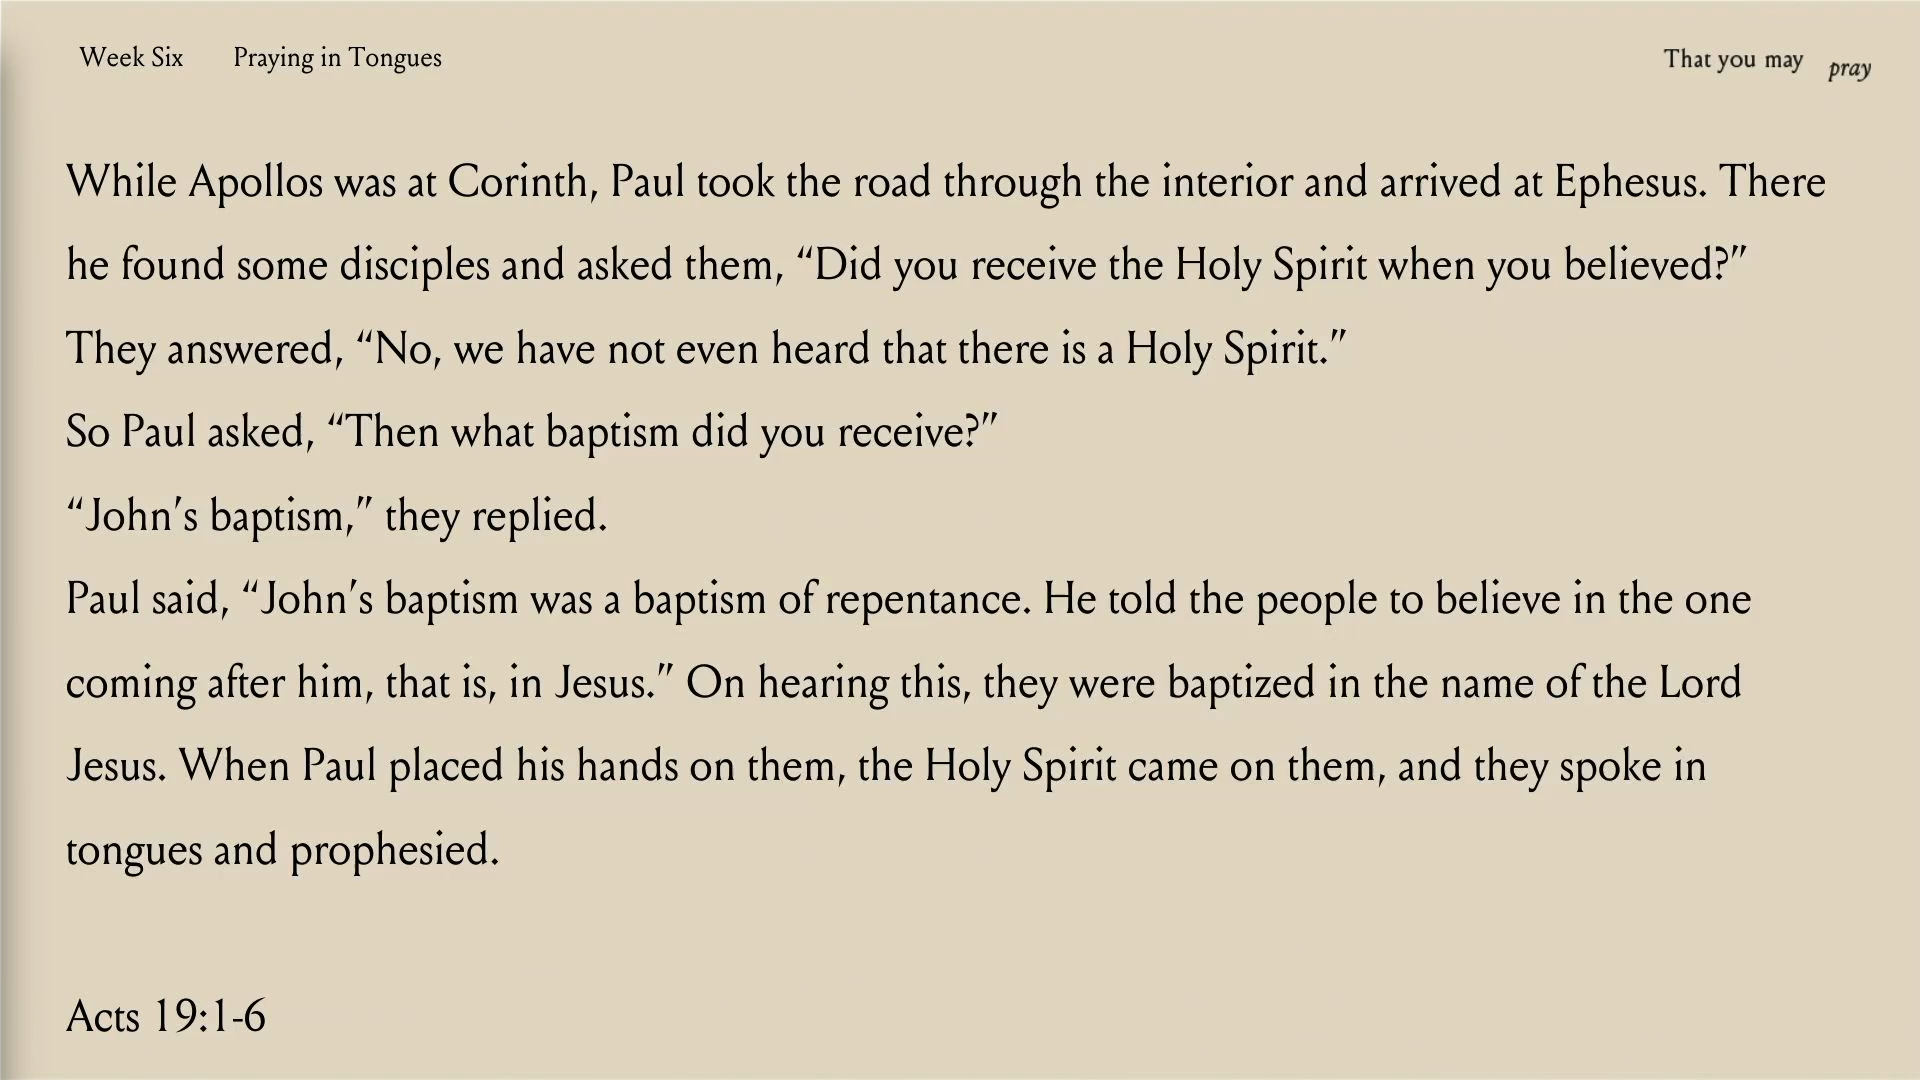 Week Six Praying in Tongues
That you may pray
While Apollos was at Corinth, Paul took the road through the interior and arrived at Ephesus. There
he found some disciples and asked them, “Did you receive the Holy Spirit when you believed?”
They answered, “No, we have not even heard that there is a Holy Spirit.”
So Paul asked, “Then what baptism did you receive?”
“John’s baptism,” they replied.
Paul said, “John’s baptism was a baptism of repentance. He told the people to believe in the one
coming after him, that is, in Jesus.” On hearing this, they were baptized in the name of the Lord
Jesus. When Paul placed his hands on them, the Holy Spirit came on them, and they spoke in
tongues and prophesied.
Acts 19:1-6